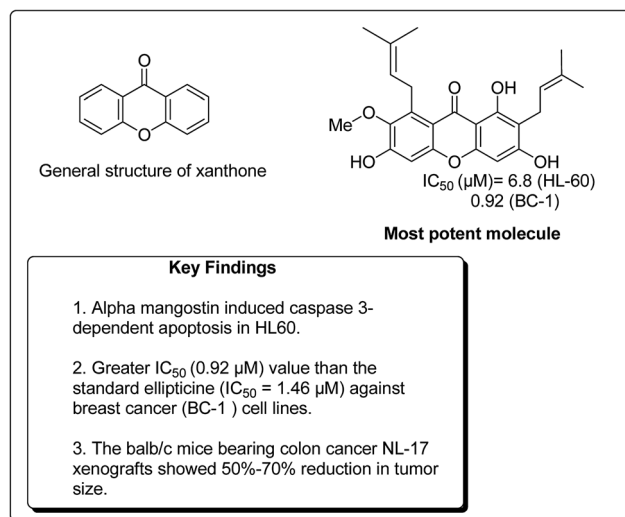 O
O
General structure of xanthone
O
OH
O
Me
HO
O
OH
IC50 (µM)= 6.8 (HL-60)
0.92 (BC-1)
Most potent molecule
Key Findings
1. Alpha mangostin induced caspase 3-
dependent apoptosis in HL60.
2. Greater IC50 (0.92 µM) value than the
standard ellipticine (IC50 = 1.46 µM) against
breast cancer (BC-1 ) cell lines.
3. The balb/c mice bearing colon cancer NL-17
xenografts showed 50%-70% reduction in tumor
size.